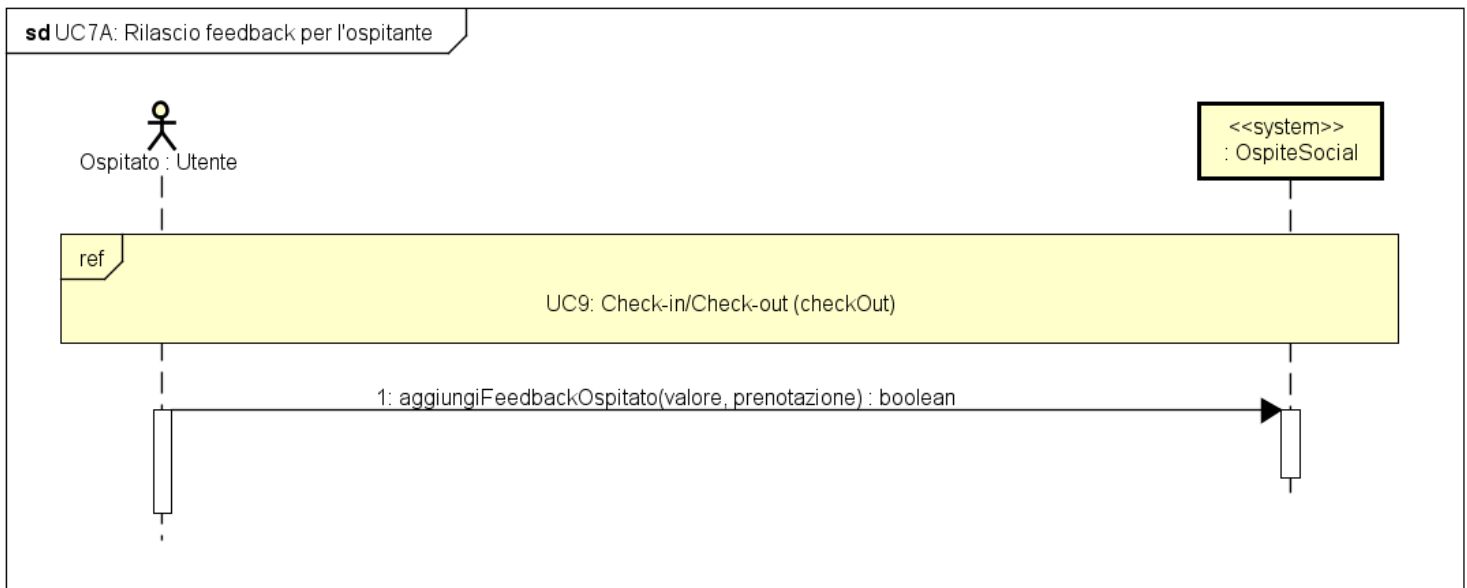 sd UC7A: Rilascio feedback per l'ospitante
<<system>>
: OspiteSocial
Ospitato : Utente
ref
UC9: Check-in/Check-out (checkOut)
1: aggiungiFeedbackOspitato(valore, prenotazione) : boolean